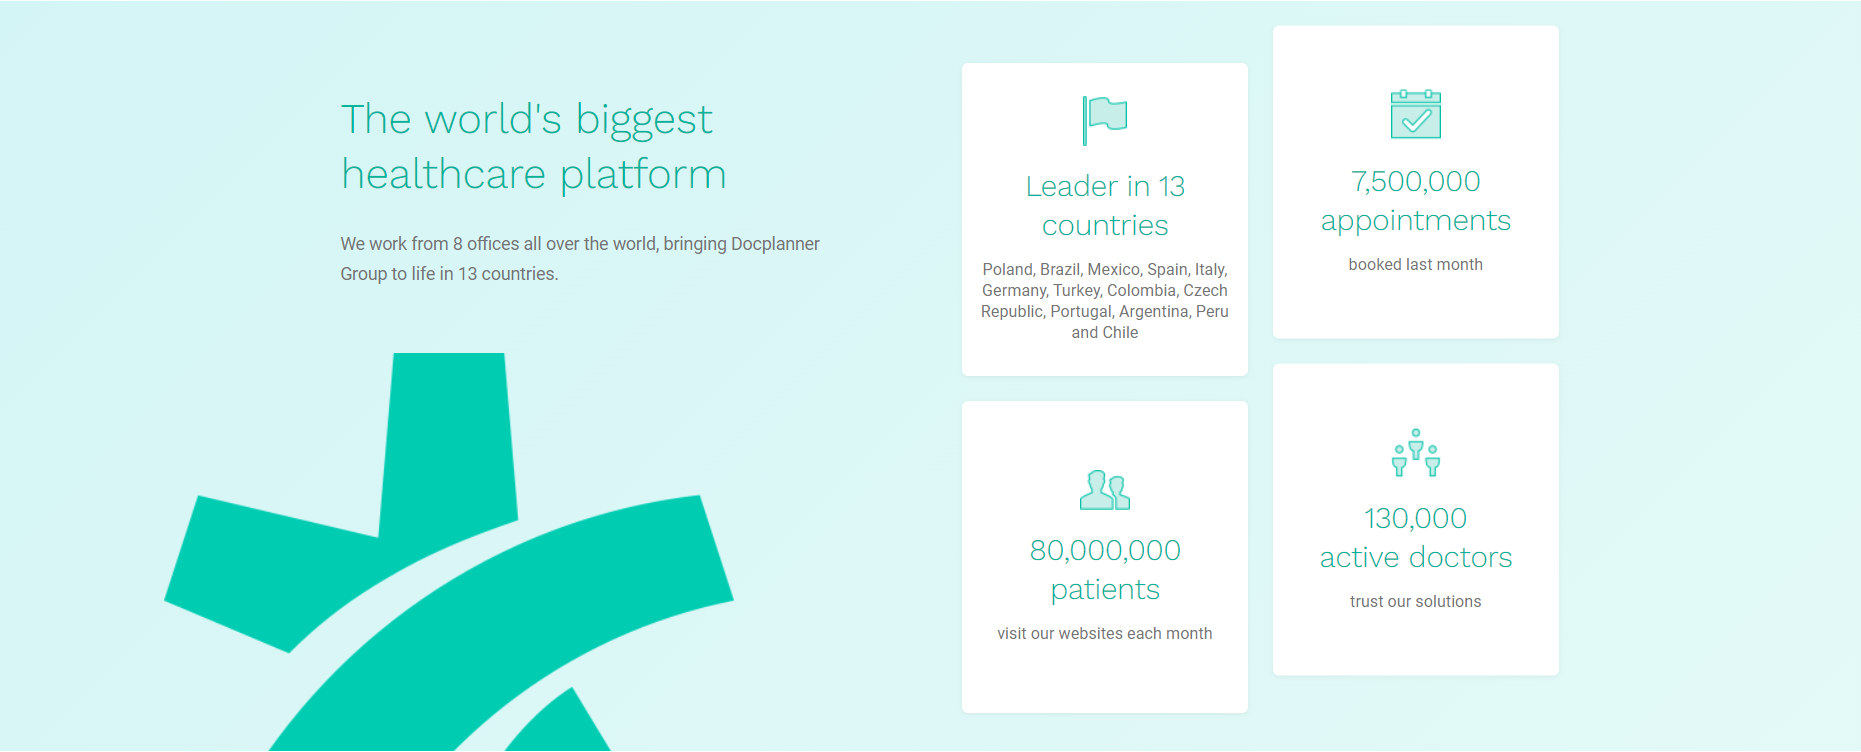 The world's biggest
healthcare platform
We work from 8 offices all over the world, bringing Docplanner
Group to life in 13 countries.
Leader in 13
countries
Poland, Brazil, Mexico, Spain, Italy,
Germany, Turkey, Colombia, Czech
Republic, Portugal, Argentina, Peru
and Chile
7,500,000
appointments
booked last month
80,000,000
patients
visit our websites each month
130,000
active doctors
trust our solutions